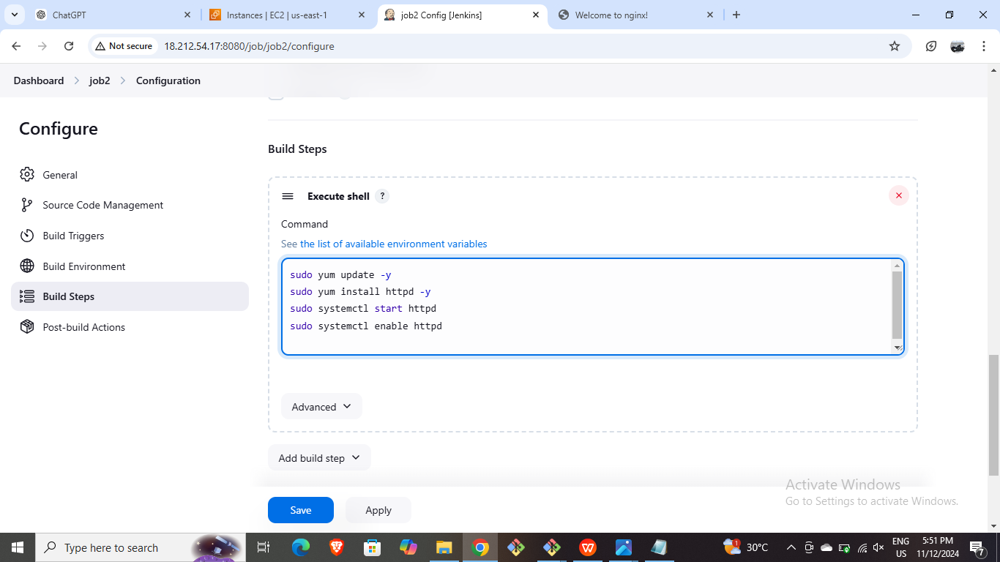 ChatGPT
Instances | EC2 | us-east-1
job2 Config [Jenkins]
Welcome to nginx!
Not secure
18.212.54.17:8080/job/job2/configure
Dashboard
job2
Configuration
Configure
General
Source Code Management
Build Triggers
Build Environment
Build Steps
Post-build Actions
Build Steps
Execute shell ?
Command
See the list of available environment variables
sudo yum update -y
sudo yum install httpd -y
sudo systemctl start httpd
sudo systemctl enable httpd
Advanced
Add build step
Save
Apply
Activate Windows
Go to Settings to activate Windows.
Type here to search
1
30°C
ENG
US
5:51 PM
11/12/2024
7